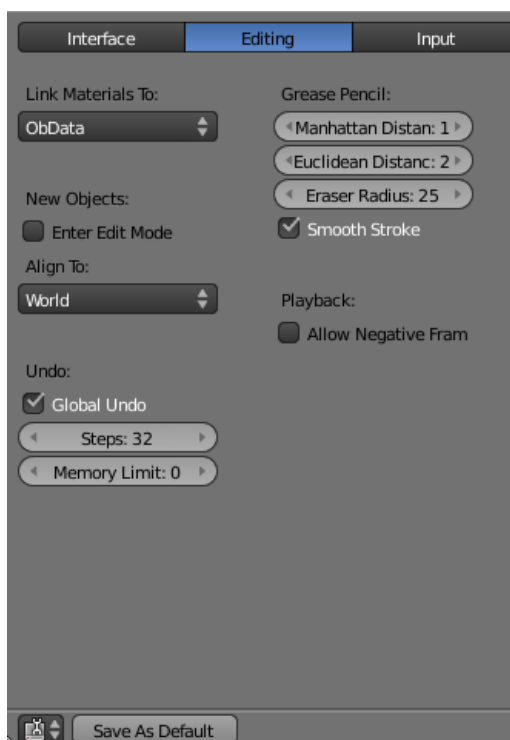 Interface Editing Input
Link Materials To:
ObData
New Objects:
Enter Edit Mode
Align To:
World
Undo:
Global Undo
Steps: 32
Memory Limit: 0
Grease Pencil:
Manhattan Distan: 1
Euclidean Distanc: 2
Eraser Radius: 25
Smooth Stroke
Playback:
Allow Negative Fram
Save As Default